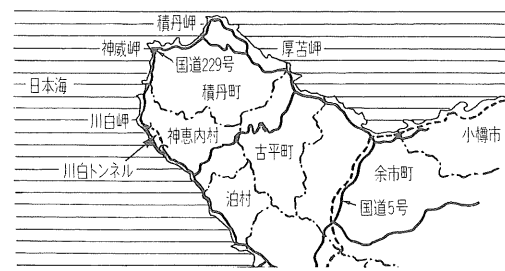 積丹岬
神威岬
厚苫岬
国道229号
日本海
積丹町
川白岬
神恵内村
古平町
小樽市
川白トンネル
余市町
泊村
国道5号